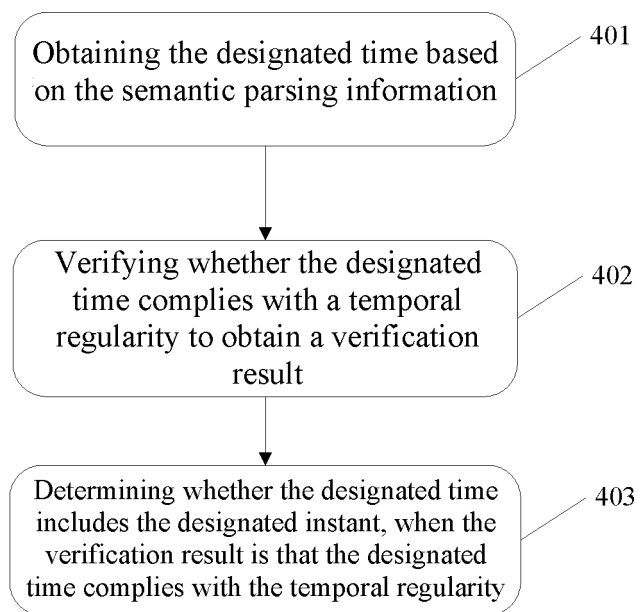 Obtaining the designated time based
on the semantic parsing information
401
Verifying whether the designated
time complies with a temporal
regularity to obtain a verification
result
402
Determining whether the designated time
includes the designated instant, when the
verification result is that the designated
time complies with the temporal regularity
403